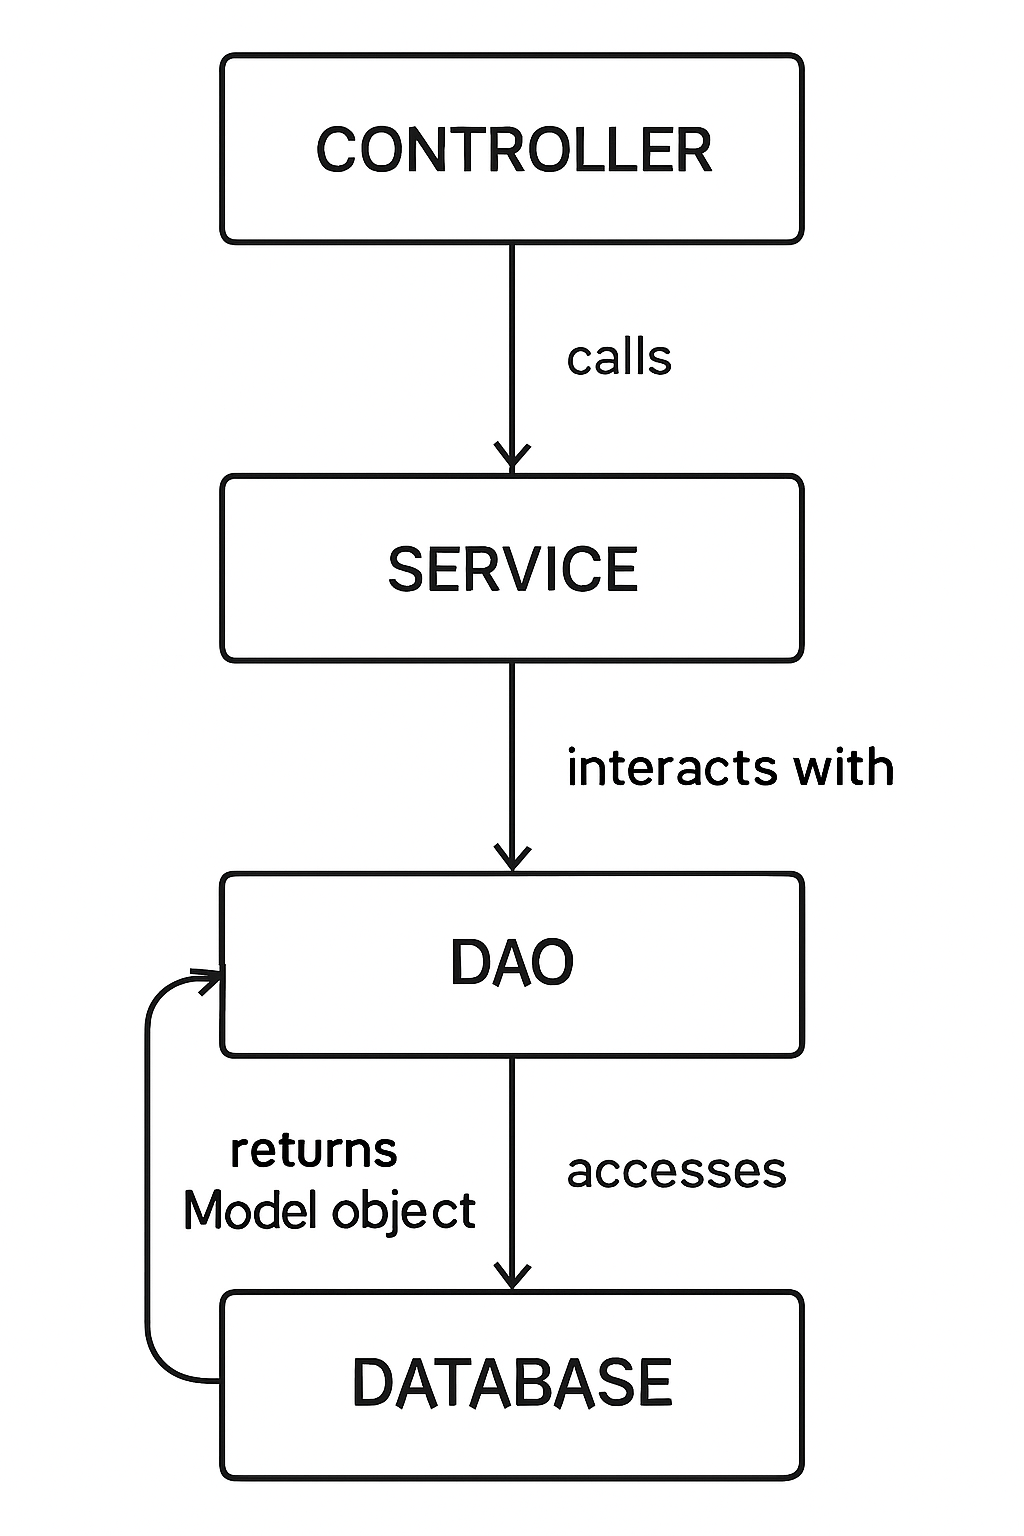 CONTROLLER
calls
SERVICE
interacts with
DAO
returns
Model object
accesses
DATABASE